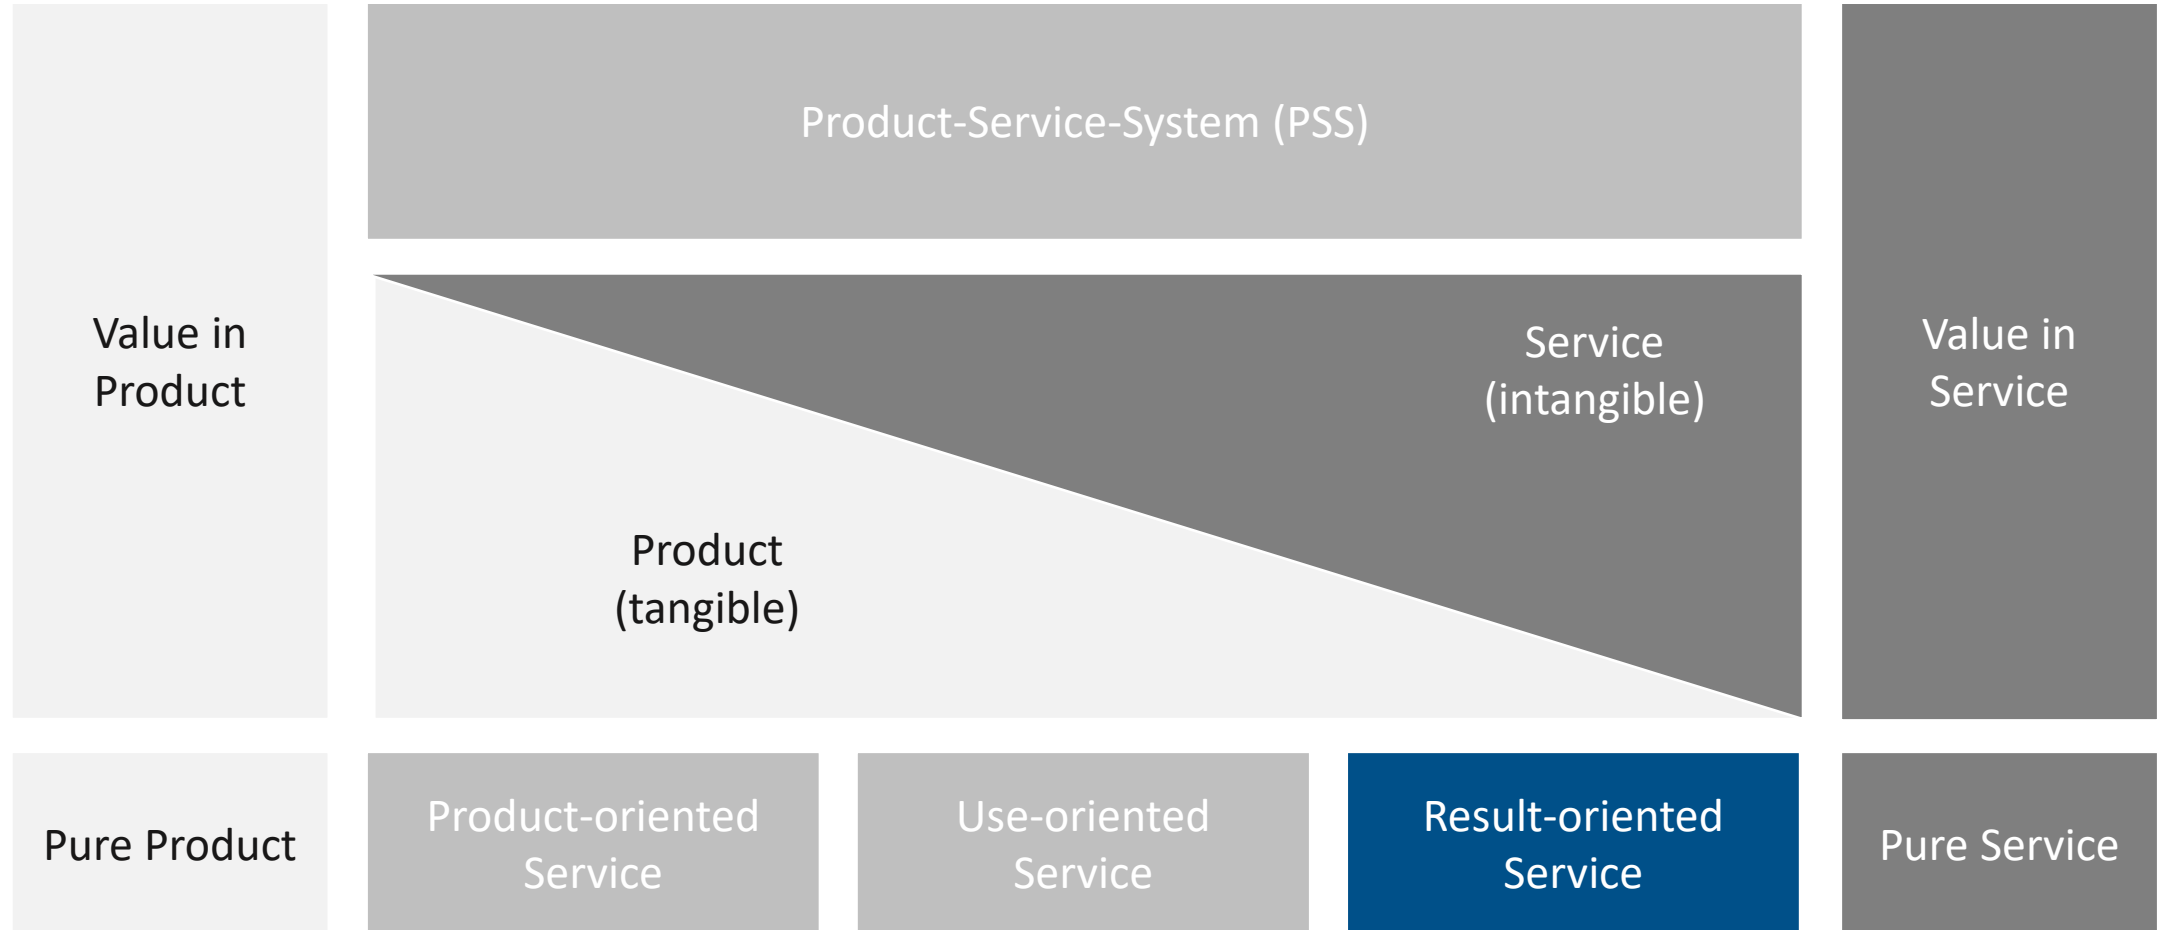 Product-Service-System (PSS)
Value in
Product
Service
(intangible)
Value in
Service
Product
(tangible)
Pure Product
Product-oriented
Service
Use-oriented
Service
Result-oriented
Service
Pure Service